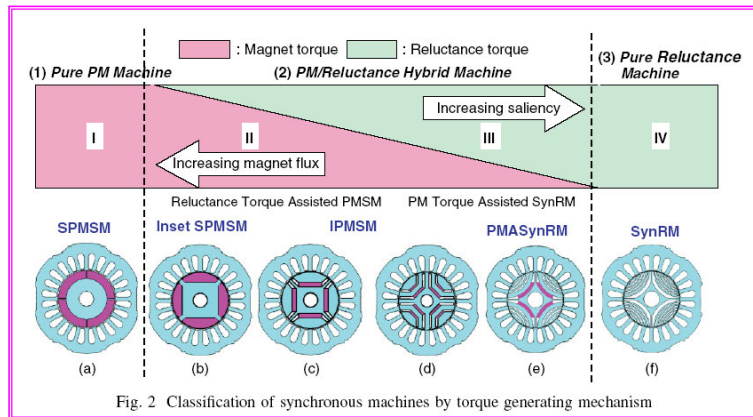 : Magnet torque : Reluctance torque
(1) Pure PM Machine (2) PM/Reluctance Hybrid Machine (3) Pure Reluctance
Machine
Increasing saliency
I II III IV
Increasing magnet flux
Reluctance Torque Assisted PMSM PM Torque Assisted SynRM
SPMSM Inset SPMSM IPMSM PMASynRM SynRM
(a) (b) (c) (d) (e) (f)
Fig. 2 Classification of synchronous machines by torque generating mechanism